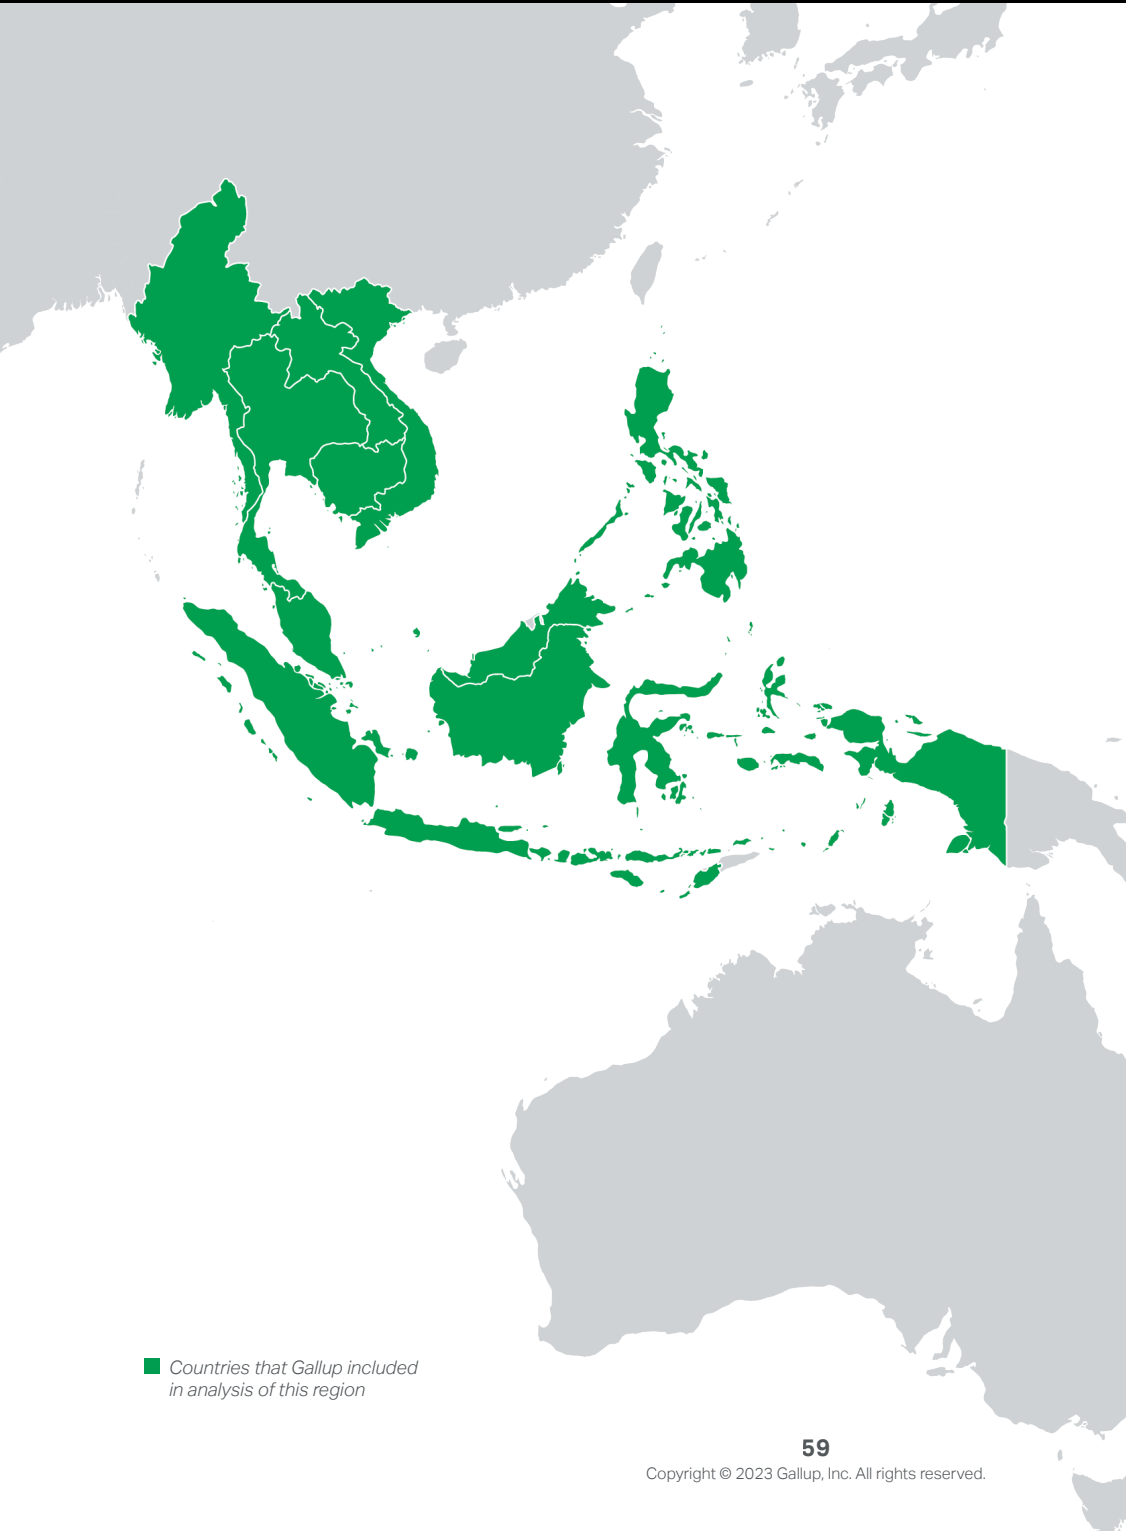 Countries that Gallup included
in analysis of this region
59
Copyright © 2023 Gallup, Inc. All rights reserved.